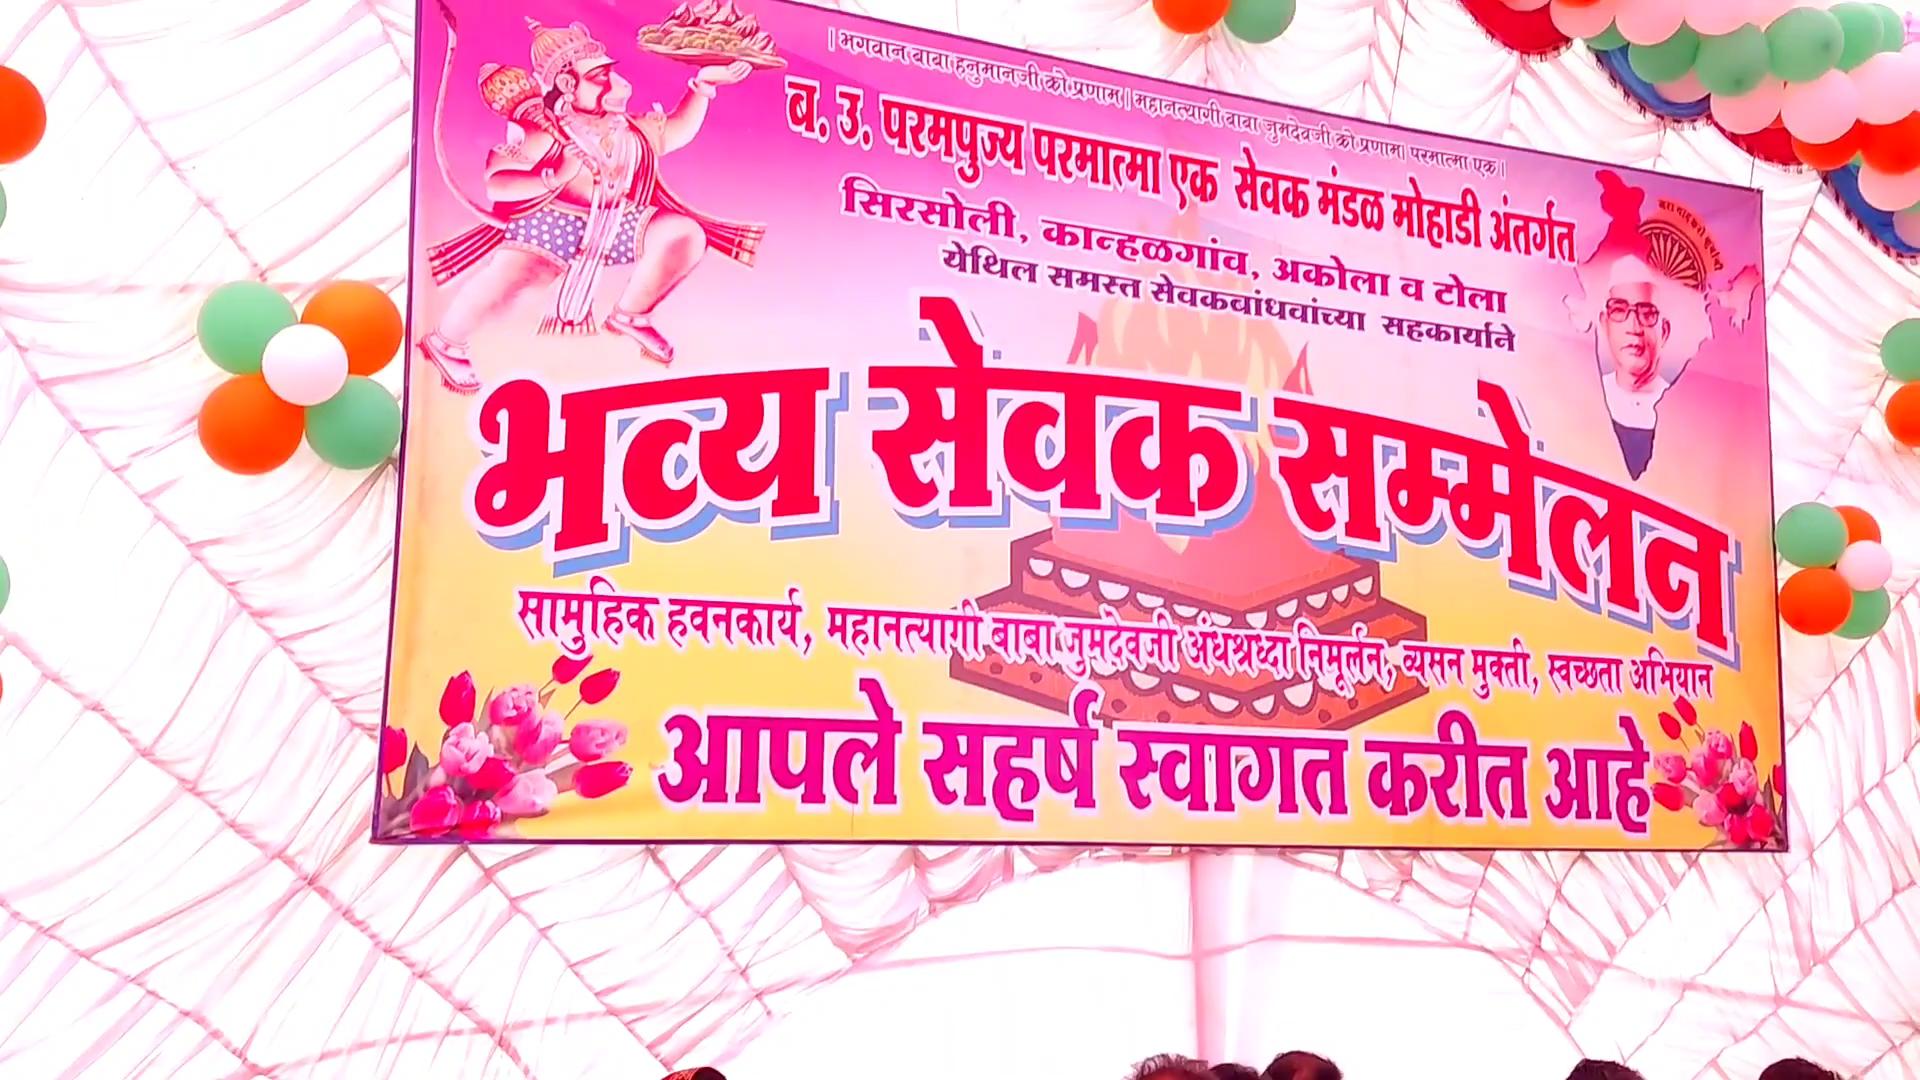 | भगवान बाबा हनुमानजी को प्रणाम | महानत्यागी बाबा जुमदेवजी को प्रणाम | परमात्मा एक |
ब. उ. परमपुज्य परमात्मा एक सेवक मंडळ मोहाडी अंतर्गत
सिरसोली, कान्हळगांव, अकोला व टोला
येथिल समस्त सेवकबांधवांच्या सहकार्याने
भव्य सेवक सम्मेलन
सामुहिक हवनकार्य, महानत्यागी बाबा जुमदेवजी अंधश्रध्दा निमूर्लन, व्यसन मुक्ती, स्वच्छता अभियान
आपले सहर्ष स्वागत करीत आहे